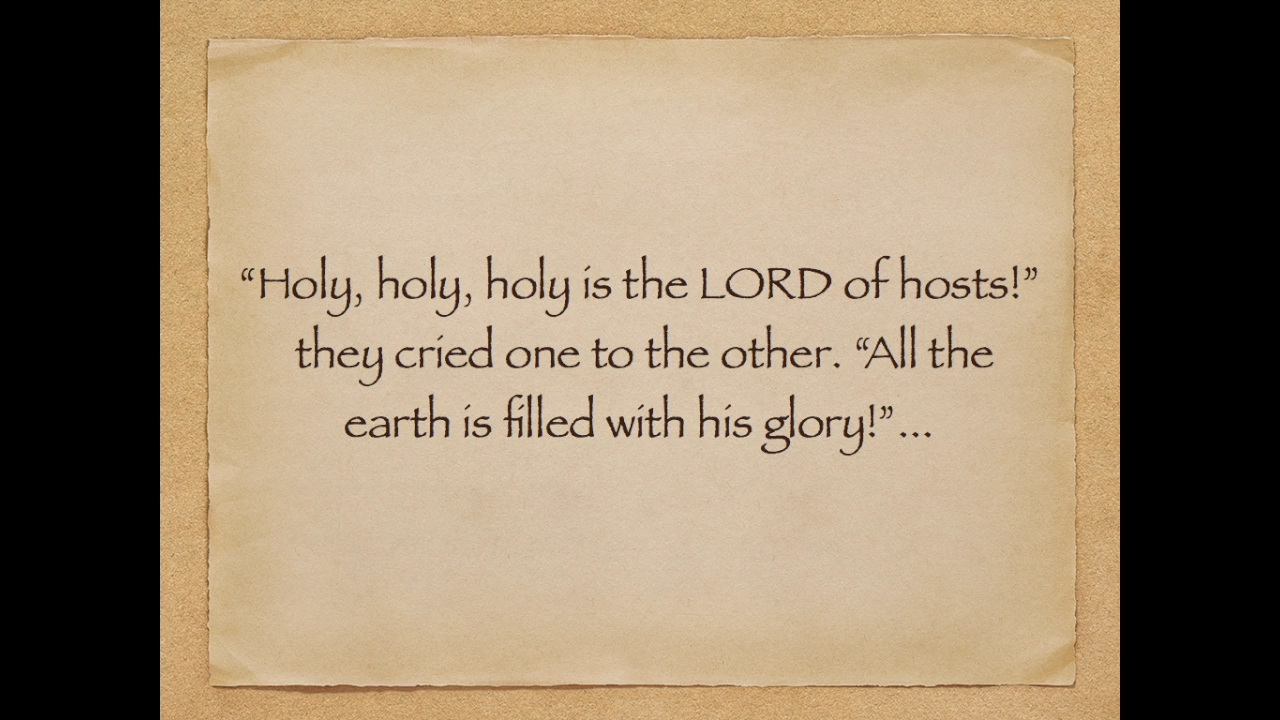 “Holy, holy, holy is the LORD of hosts!”
they cried one to the other. “All the
earth is filled with his glory!”...